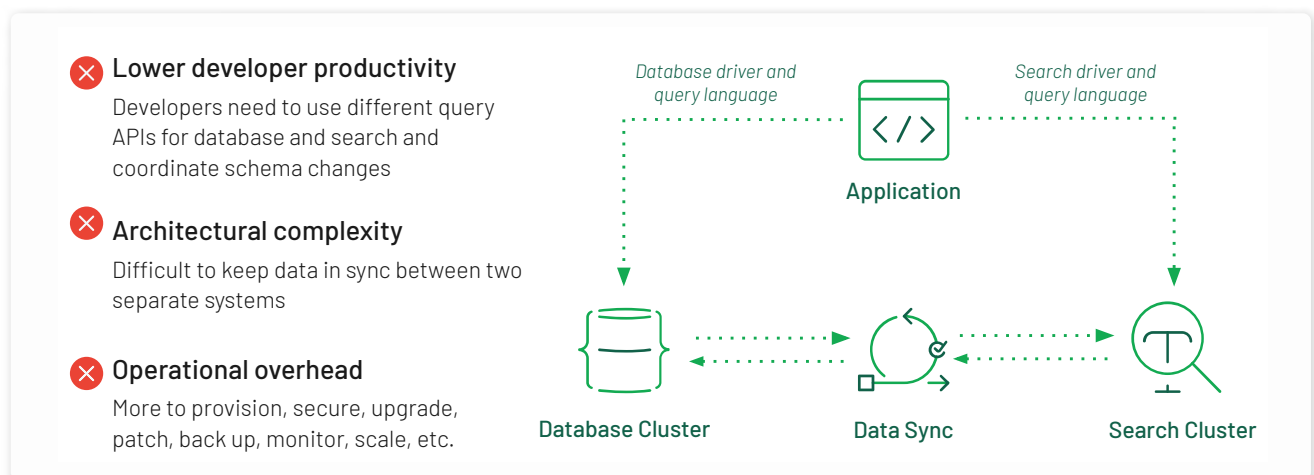 Lower developer productivity
Developers need to use different query
APIs for database and search and
coordinate schema changes
Architectural complexity
Difficult to keep data in sync between two
separate systems
Operational overhead
More to provision, secure, upgrade,
patch, back up, monitor, scale, etc.
Database driver and
query language
Search driver and
query language
</>
Application
Database Cluster
Data Sync
Search Cluster